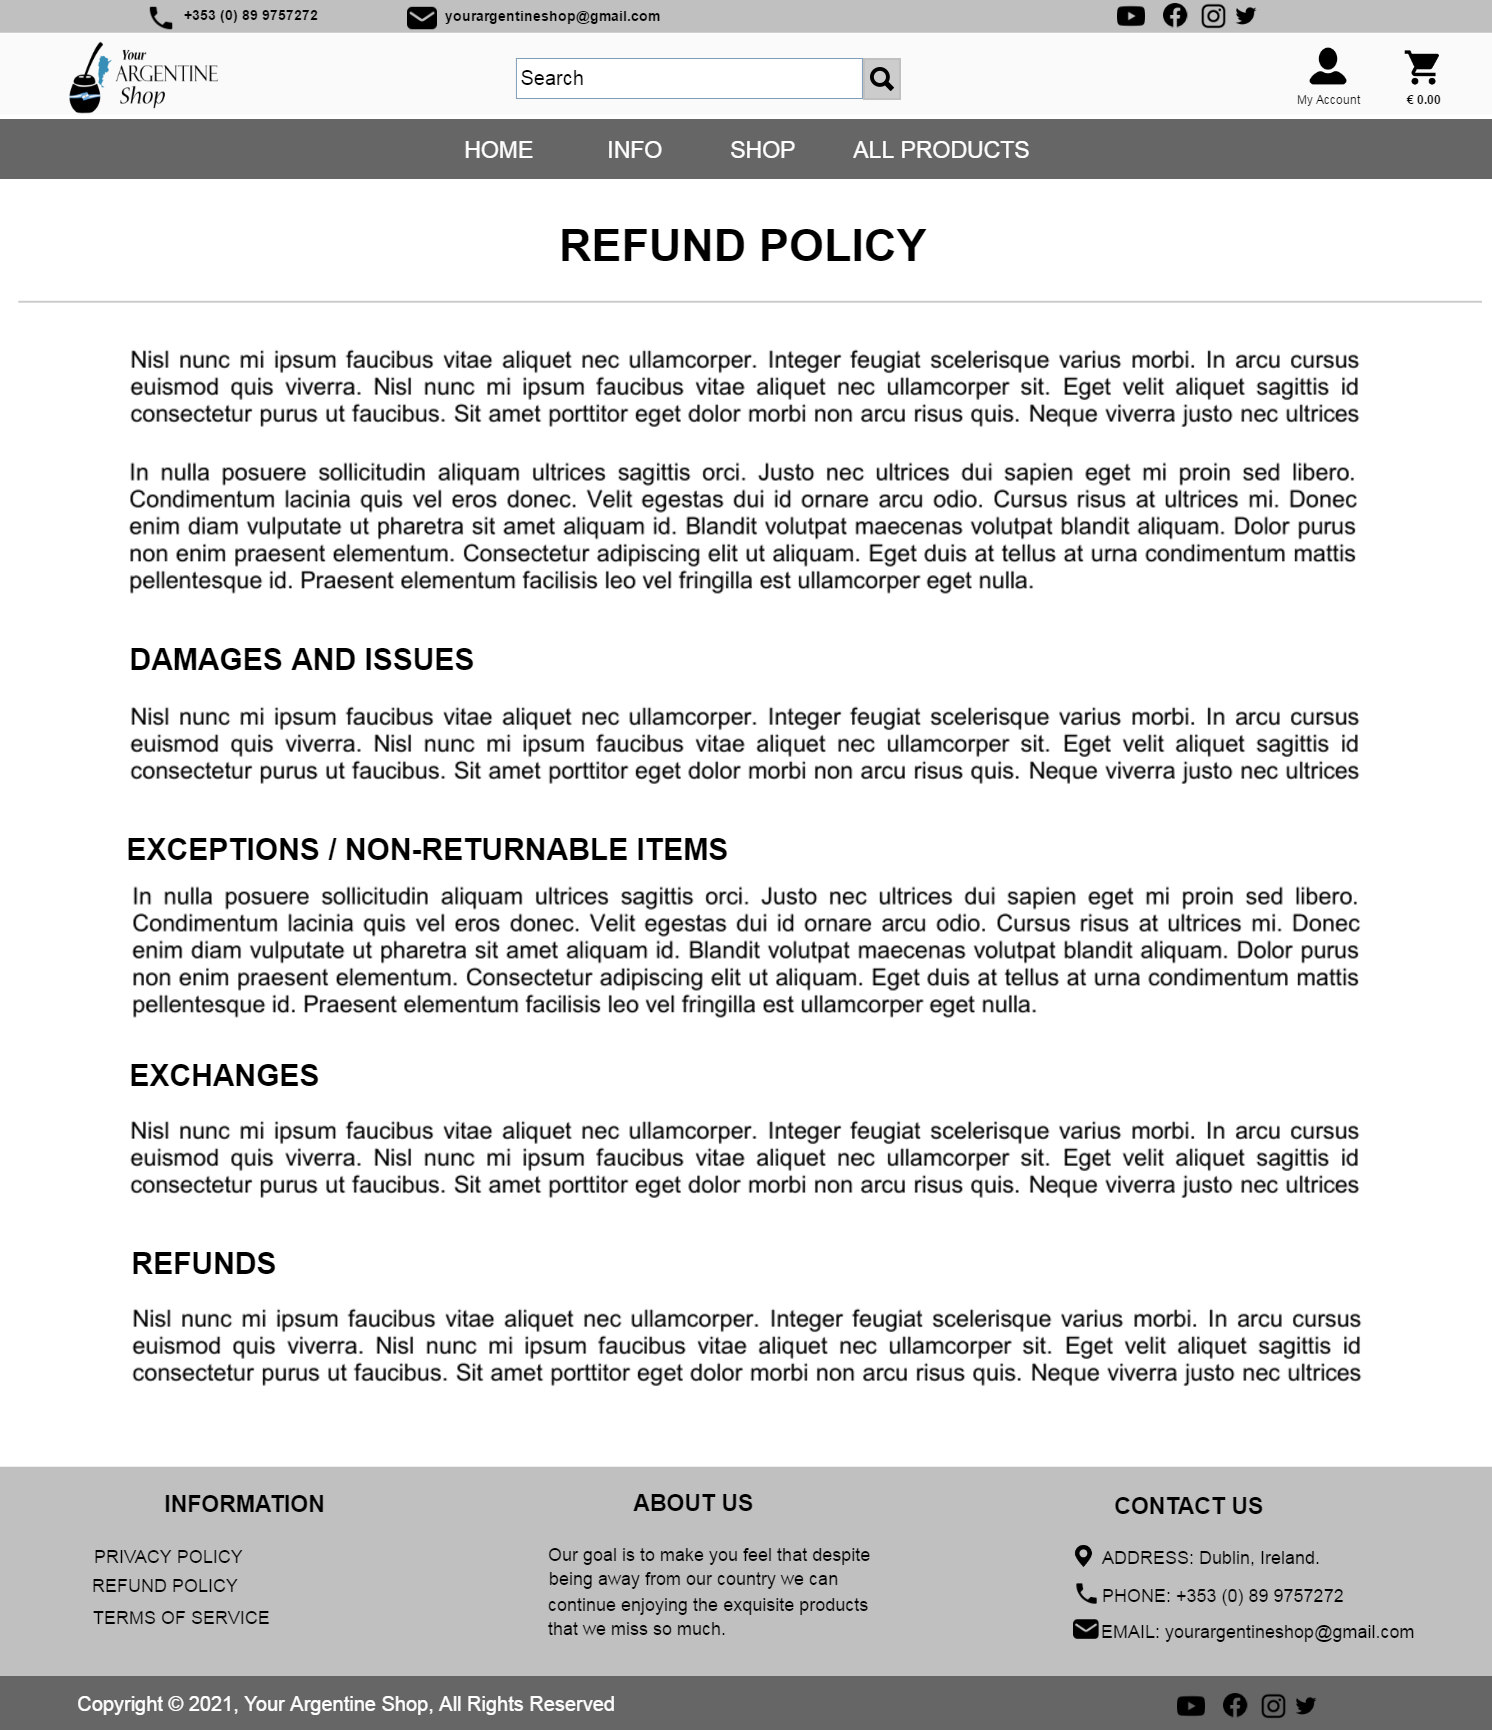 +353 (0) 89 9757272
yourargentineshop@gmail.com
Your
ARGENTINE
Shop
Search
My Account
€ 0.00
HOME INFO SHOP ALL PRODUCTS
REFUND POLICY
Nisl nunc mi ipsum faucibus vitae aliquet nec ullamcorper. Integer feugiat scelerisque varius morbi. In arcu cursus
euismod quis viverra. Nisl nunc mi ipsum faucibus vitae aliquet nec ullamcorper sit. Eget velit aliquet sagittis id
consectetur purus ut faucibus. Sit amet porttitor eget dolor morbi non arcu risus quis. Neque viverra justo nec ultrices
In nulla posuere sollicitudin aliquam ultrices sagittis orci. Justo nec ultrices dui sapien eget mi proin sed libero.
Condimentum lacinia quis vel eros donec. Velit egestas dui id ornare arcu odio. Cursus risus at ultrices mi. Donec
enim diam vulputate ut pharetra sit amet aliquam id. Blandit volutpat maecenas volutpat blandit aliquam. Dolor purus
non enim praesent elementum. Consectetur adipiscing elit ut aliquam. Eget duis at tellus at urna condimentum mattis
pellentesque id. Praesent elementum facilisis leo vel fringilla est ullamcorper eget nulla.
DAMAGES AND ISSUES
Nisl nunc mi ipsum faucibus vitae aliquet nec ullamcorper. Integer feugiat scelerisque varius morbi. In arcu cursus
euismod quis viverra. Nisl nunc mi ipsum faucibus vitae aliquet nec ullamcorper sit. Eget velit aliquet sagittis id
consectetur purus ut faucibus. Sit amet porttitor eget dolor morbi non arcu risus quis. Neque viverra justo nec ultrices
EXCEPTIONS / NON-RETURNABLE ITEMS
In nulla posuere sollicitudin aliquam ultrices sagittis orci. Justo nec ultrices dui sapien eget mi proin sed libero.
Condimentum lacinia quis vel eros donec. Velit egestas dui id ornare arcu odio. Cursus risus at ultrices mi. Donec
enim diam vulputate ut pharetra sit amet aliquam id. Blandit volutpat maecenas volutpat blandit aliquam. Dolor purus
non enim praesent elementum. Consectetur adipiscing elit ut aliquam. Eget duis at tellus at urna condimentum mattis
pellentesque id. Praesent elementum facilisis leo vel fringilla est ullamcorper eget nulla.
EXCHANGES
Nisl nunc mi ipsum faucibus vitae aliquet nec ullamcorper. Integer feugiat scelerisque varius morbi. In arcu cursus
euismod quis viverra. Nisl nunc mi ipsum faucibus vitae aliquet nec ullamcorper sit. Eget velit aliquet sagittis id
consectetur purus ut faucibus. Sit amet porttitor eget dolor morbi non arcu risus quis. Neque viverra justo nec ultrices
REFUNDS
Nisl nunc mi ipsum faucibus vitae aliquet nec ullamcorper. Integer feugiat scelerisque varius morbi. In arcu cursus
euismod quis viverra. Nisl nunc mi ipsum faucibus vitae aliquet nec ullamcorper sit. Eget velit aliquet sagittis id
consectetur purus ut faucibus. Sit amet porttitor eget dolor morbi non arcu risus quis. Neque viverra justo nec ultrices
INFORMATION
PRIVACY POLICY
REFUND POLICY
TERMS OF SERVICE
ABOUT US
Our goal is to make you feel that despite
being away from our country we can
continue enjoying the exquisite products
that we miss so much.
CONTACT US
ADDRESS: Dublin, Ireland.
PHONE: +353 (0) 89 9757272
EMAIL: yourargentineshop@gmail.com
Copyright © 2021, Your Argentine Shop, All Rights Reserved